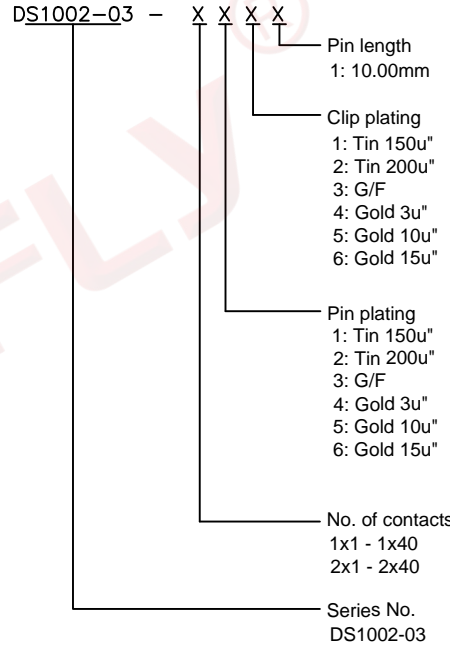 DS1002-03 - X X X X
Pin length
1: 10.00mm
Clip plating
1: Tin 150u"
2: Tin 200u"
3: G/F
4: Gold 3u"
5: Gold 10u"
6: Gold 15u"
Pin plating
1: Tin 150u"
2: Tin 200u"
3: G/F
4: Gold 3u"
5: Gold 10u"
6: Gold 15u"
No. of contacts
1x1 - 1x40
2x1 - 2x40
Series No.
DS1002-03
FLY®